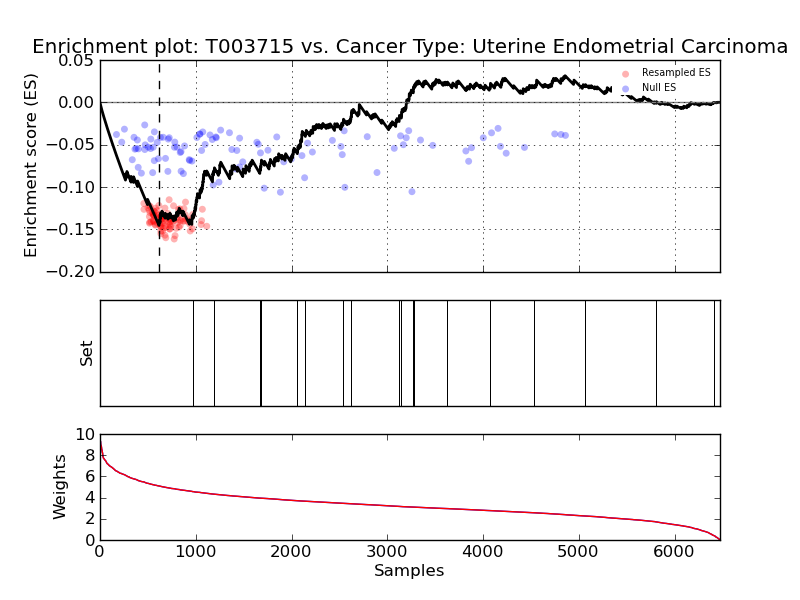 Enrichment plot: T003715 vs. Cancer Type: Uterine Endometrial Carcinoma
0.05
0.00
−0.05
−0.10
−0.15
−0.20
Enrichment score (ES)
Resampled ES
Null ES
Set
10
8
6
4
2
0
Weights
0 1000 2000 3000 4000 5000 6000
Samples